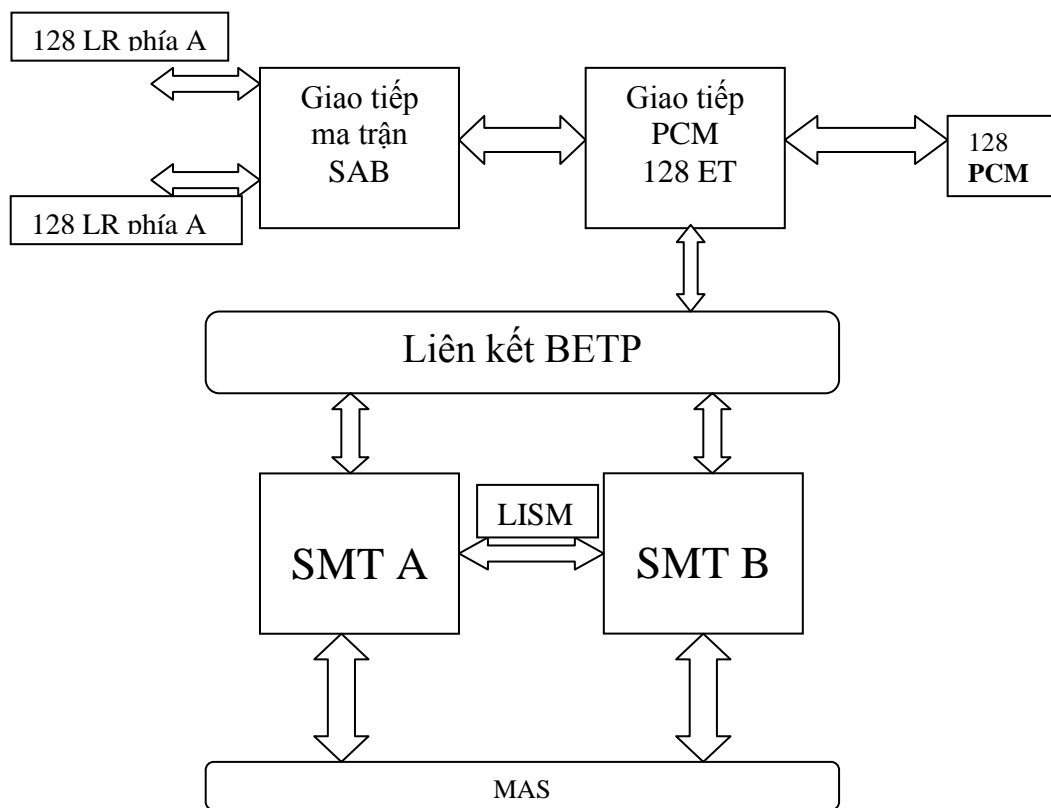 128 LR phía A
Giao tiếp
ma trận
SAB
Giao tiếp
PCM
128 ET
128
PCM
128 LR phía A
Liên kết BETP
LISM
SMT A
SMT B
MAS